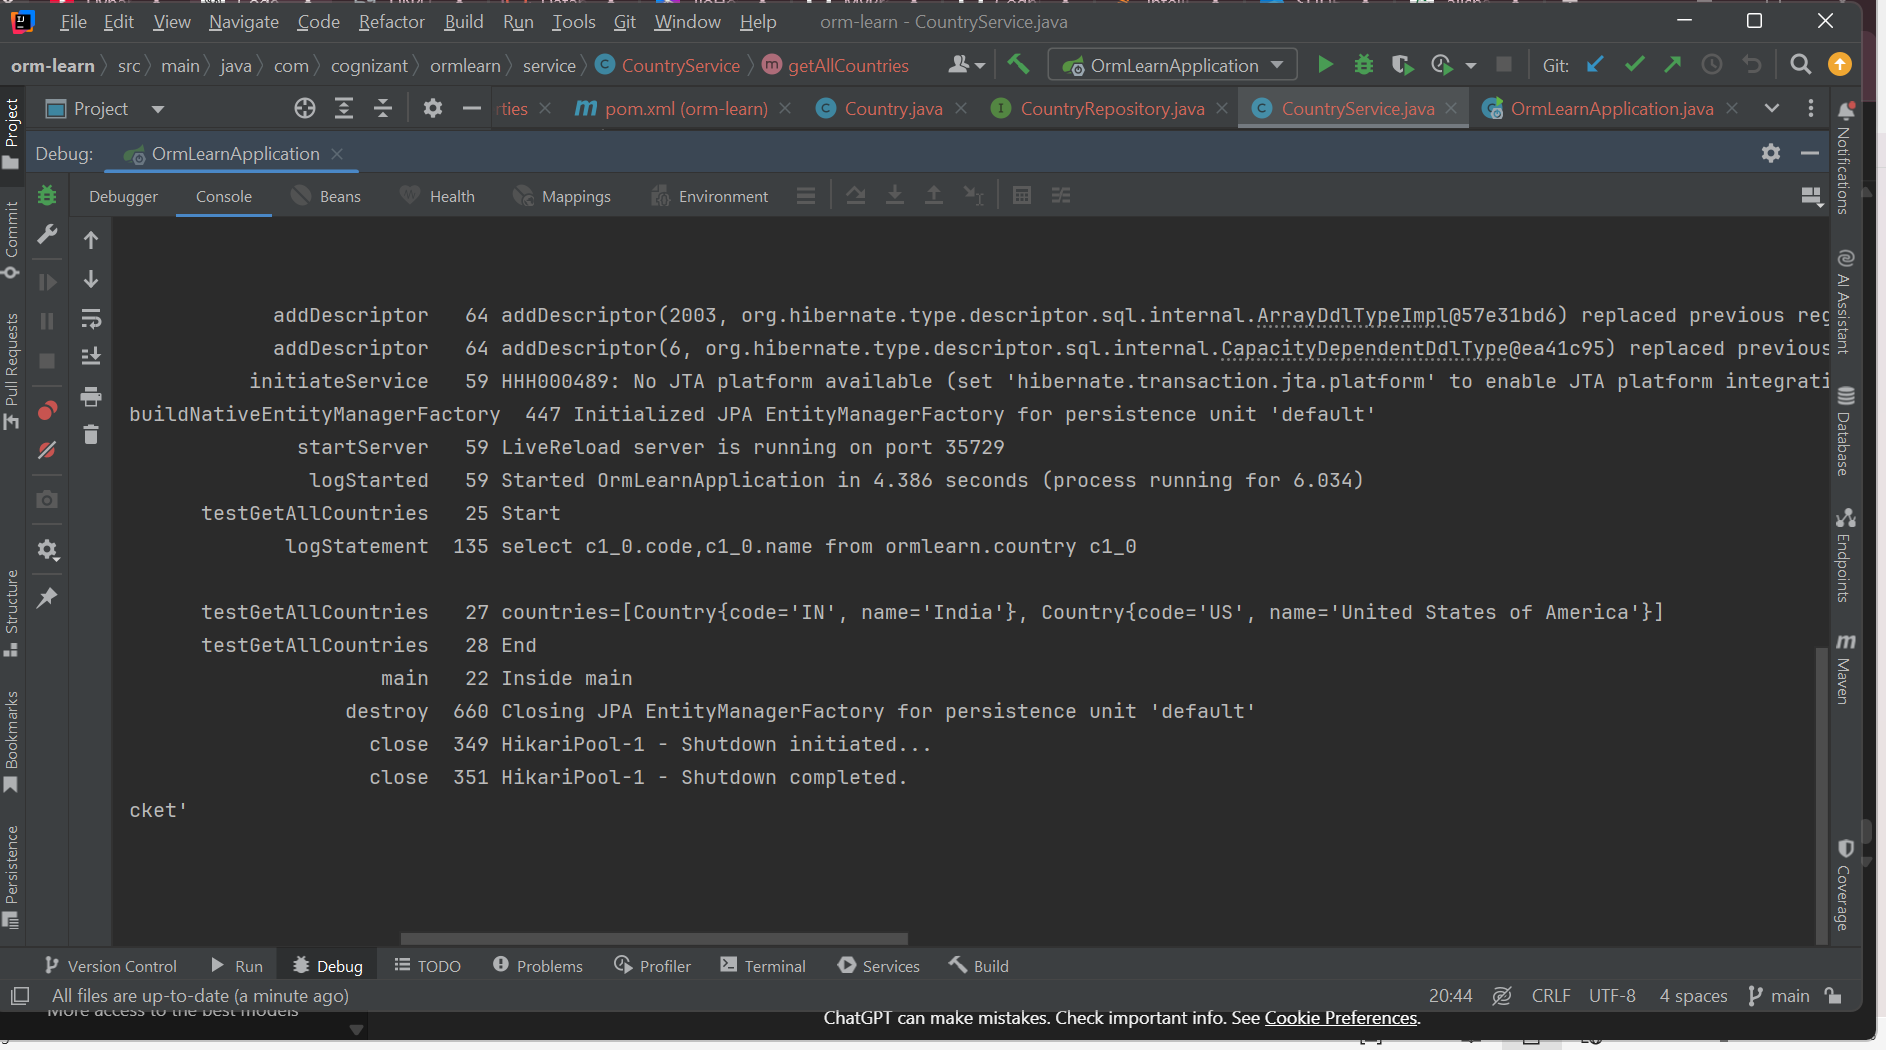 File Edit View Navigate Code Refactor Build Run Tools Git Window Help orm-learn - CountryService.java
orm-learn src main java com cognizant ormlearn service CountryService getAllCountries OrmLearnApplication Git:
Project rties pom.xml (orm-learn) Country.java CountryRepository.java CountryService.java OrmLearnApplication.java
Debug: OrmLearnApplication
Debugger Console Beans Health Mappings Environment
addDescriptor 64 addDescriptor(2003, org.hibernate.type.descriptor.sql.internal.ArrayDdlTypeImpl@57e31bd6) replaced previous reg
addDescriptor 64 addDescriptor(6, org.hibernate.type.descriptor.sql.internal.CapacityDependentDdlType@ea41c95) replaced previous
initiateService 59 HHH000489: No JTA platform available (set 'hibernate.transaction.jta.platform' to enable JTA platform integrati
buildNativeEntityManagerFactory 447 Initialized JPA EntityManagerFactory for persistence unit 'default'
startServer 59 LiveReload server is running on port 35729
logStarted 59 Started OrmLearnApplication in 4.386 seconds (process running for 6.034)
testGetAllCountries 25 Start
logStatement 135 select c1_0.code,c1_0.name from ormlearn.country c1_0
testGetAllCountries 27 countries=[Country{code='IN', name='India'}, Country{code='US', name='United States of America'}]
testGetAllCountries 28 End
main 22 Inside main
destroy 660 Closing JPA EntityManagerFactory for persistence unit 'default'
close 349 HikariPool-1 - Shutdown initiated...
close 351 HikariPool-1 - Shutdown completed.
cket'
Project
Commit
Pull Requests
Structure
Bookmarks
Persistence
Notifications
AI Assistant
Database
Endpoints
Maven
Coverage
Version Control Run Debug TODO Problems Profiler Terminal Services Build
All files are up-to-date (a minute ago) 20:44 CRLF UTF-8 4 spaces main
More access to the best models
ChatGPT can make mistakes. Check important info. See Cookie Preferences.